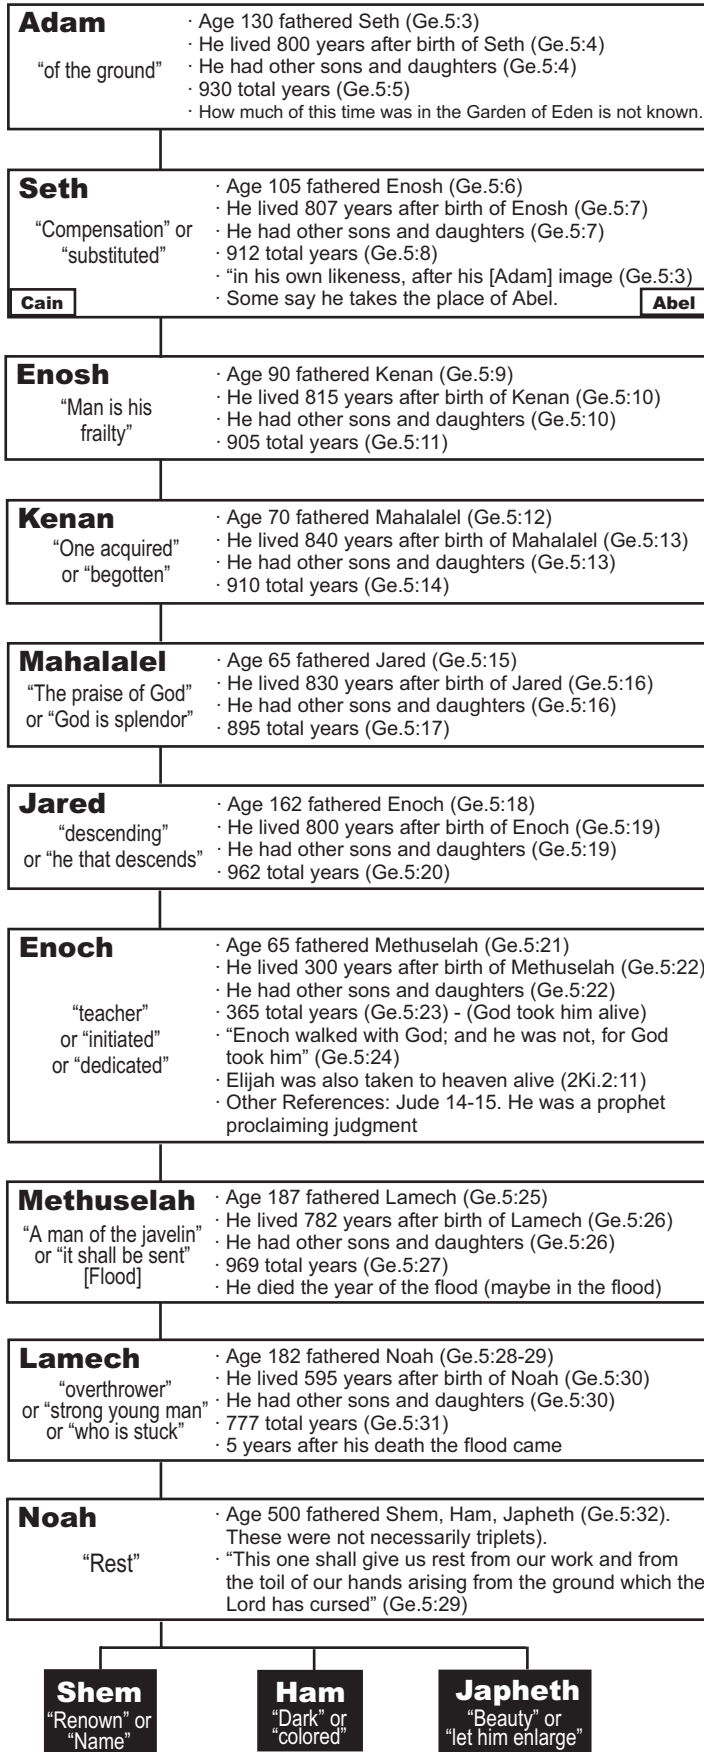 Adam
“of the ground”
· Age 130 fathered Seth (Ge.5:3)
· He lived 800 years after birth of Seth (Ge.5:4)
· He had other sons and daughters (Ge.5:4)
· 930 total years (Ge.5:5)
· How much of this time was in the Garden of Eden is not known.
Seth
“Compensation” or
“substituted”
· Age 105 fathered Enosh (Ge.5:6)
· He lived 807 years after birth of Enosh (Ge.5:7)
· He had other sons and daughters (Ge.5:7)
· 912 total years (Ge.5:8)
· “in his own likeness, after his [Adam] image (Ge.5:3)
· Some say he takes the place of Abel.
Cain
Abel
Enosh
“Man is his
frailty”
· Age 90 fathered Kenan (Ge.5:9)
· He lived 815 years after birth of Kenan (Ge.5:10)
· He had other sons and daughters (Ge.5:10)
· 905 total years (Ge.5:11)
Kenan
“One acquired”
or “begotten”
· Age 70 fathered Mahalalel (Ge.5:12)
· He lived 840 years after birth of Mahalalel (Ge.5:13)
· He had other sons and daughters (Ge.5:13)
· 910 total years (Ge.5:14)
Mahalalel
“The praise of God”
or “God is splendor”
· Age 65 fathered Jared (Ge.5:15)
· He lived 830 years after birth of Jared (Ge.5:16)
· He had other sons and daughters (Ge.5:16)
· 895 total years (Ge.5:17)
Jared
“descending”
or “he that descends”
· Age 162 fathered Enoch (Ge.5:18)
· He lived 800 years after birth of Enoch (Ge.5:19)
· He had other sons and daughters (Ge.5:19)
· 962 total years (Ge.5:20)
Enoch
“teacher”
or “initiated”
or “dedicated”
· Age 65 fathered Methuselah (Ge.5:21)
· He lived 300 years after birth of Methuselah (Ge.5:22)
· He had other sons and daughters (Ge.5:22)
· 365 total years (Ge.5:23) - (God took him alive)
· “Enoch walked with God; and he was not, for God
took him” (Ge.5:24)
· Elijah was also taken to heaven alive (2Ki.2:11)
· Other References: Jude 14-15. He was a prophet
proclaiming judgment
Methuselah
“A man of the javelin”
or “it shall be sent”
[Flood]
· Age 187 fathered Lamech (Ge.5:25)
· He lived 782 years after birth of Lamech (Ge.5:26)
· He had other sons and daughters (Ge.5:26)
· 969 total years (Ge.5:27)
· He died the year of the flood (maybe in the flood)
Lamech
“overthrower”
or “strong young man”
or “who is stuck”
· Age 182 fathered Noah (Ge.5:28-29)
· He lived 595 years after birth of Noah (Ge.5:30)
· He had other sons and daughters (Ge.5:30)
· 777 total years (Ge.5:31)
· 5 years after his death the flood came
Noah
“Rest”
· Age 500 fathered Shem, Ham, Japheth (Ge.5:32).
These were not necessarily triplets).
· “This one shall give us rest from our work and from
the toil of our hands arising from the ground which the
Lord has cursed” (Ge.5:29)
Shem
“Renown” or
“Name”
Ham
“Dark” or
“colored”
Japheth
“Beauty” or
“let him enlarge”